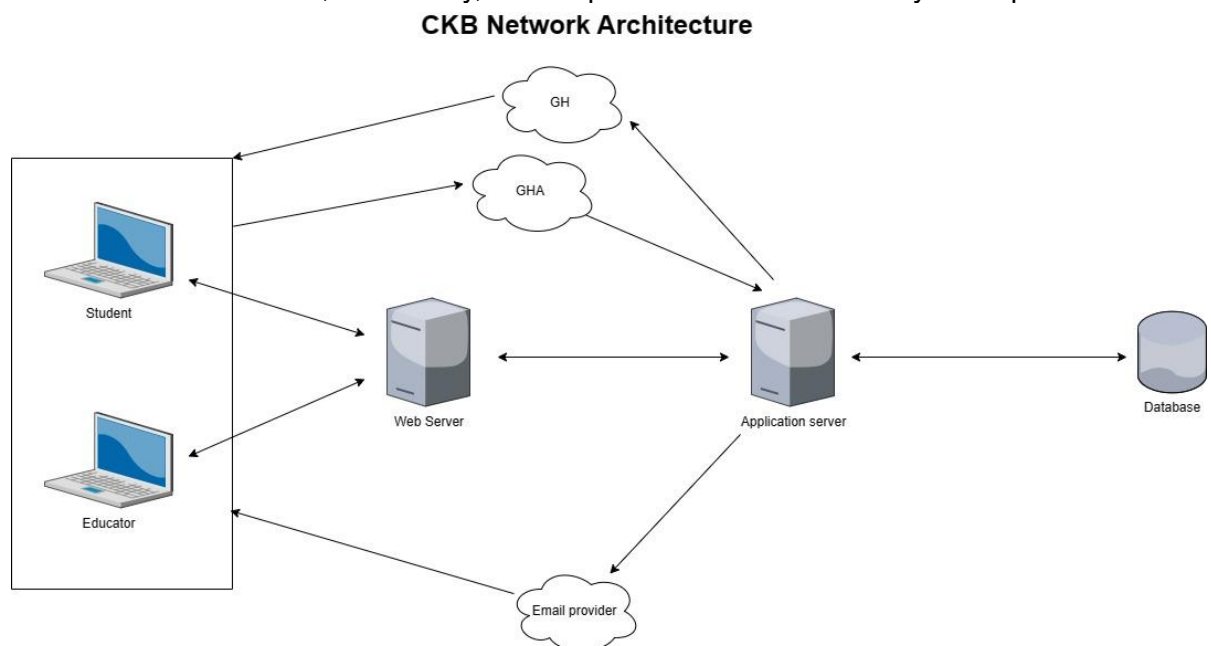 CKB Network Architecture
GH
GHA
Student
Web Server
Application server
Database
Educator
Email provider